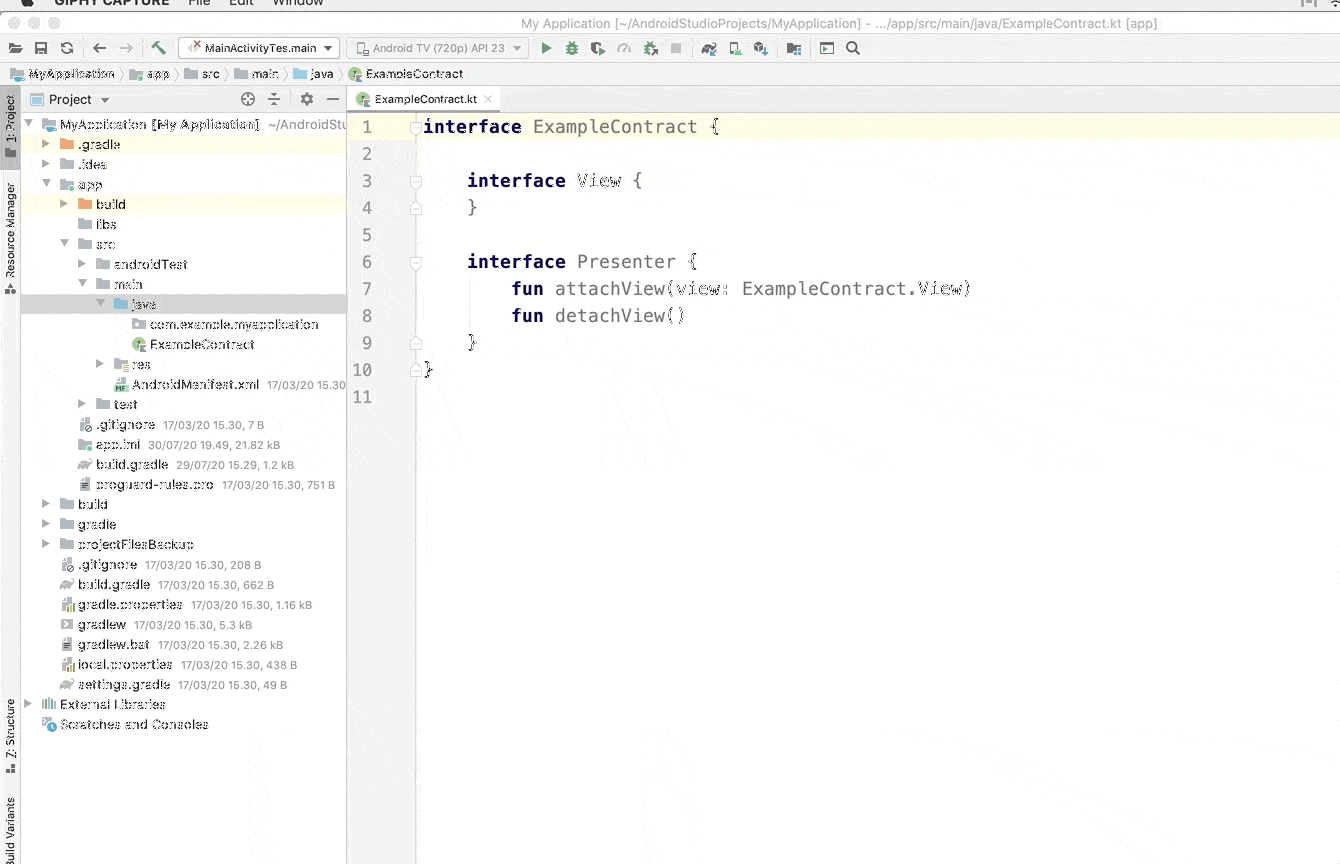 GIPHY CAPTURE File Edit Window
My Application [~/AndroidStudioProjects/MyApplication] - .../app/src/main/java/ExampleContract.kt [app]
MainActivityTes.main Android TV (720p) API 23
MyApplication app src main java ExampleContract
1: Project
Resource Manager
Z: Structure
Build Variants
Project
MyApplication [My Application] ~/AndroidStu
.gradle
.idea
app
build
libs
src
androidTest
main
java
com.example.myapplication
ExampleContract
res
AndroidManifest.xml 17/03/20 15.30
test
.gitignore 17/03/20 15.30, 7 B
app.iml 30/07/20 19.49, 21.82 kB
build.gradle 29/07/20 15.29, 1.2 kB
proguard-rules.pro 17/03/20 15.30, 751 B
build
gradle
projectFilesBackup
.gitignore 17/03/20 15.30, 208 B
build.gradle 17/03/20 15.30, 662 B
gradle.properties 17/03/20 15.30, 1.16 kB
gradlew 17/03/20 15.30, 5.3 kB
gradlew.bat 17/03/20 15.30, 2.26 kB
local.properties 17/03/20 15.30, 438 B
settings.gradle 17/03/20 15.30, 49 B
External Libraries
Scratches and Consoles
ExampleContract.kt
1 interface ExampleContract {
2
3 interface View {
4 }
5
6 interface Presenter {
7 fun attachView(view: ExampleContract.View)
8 fun detachView()
9 }
10 }
11